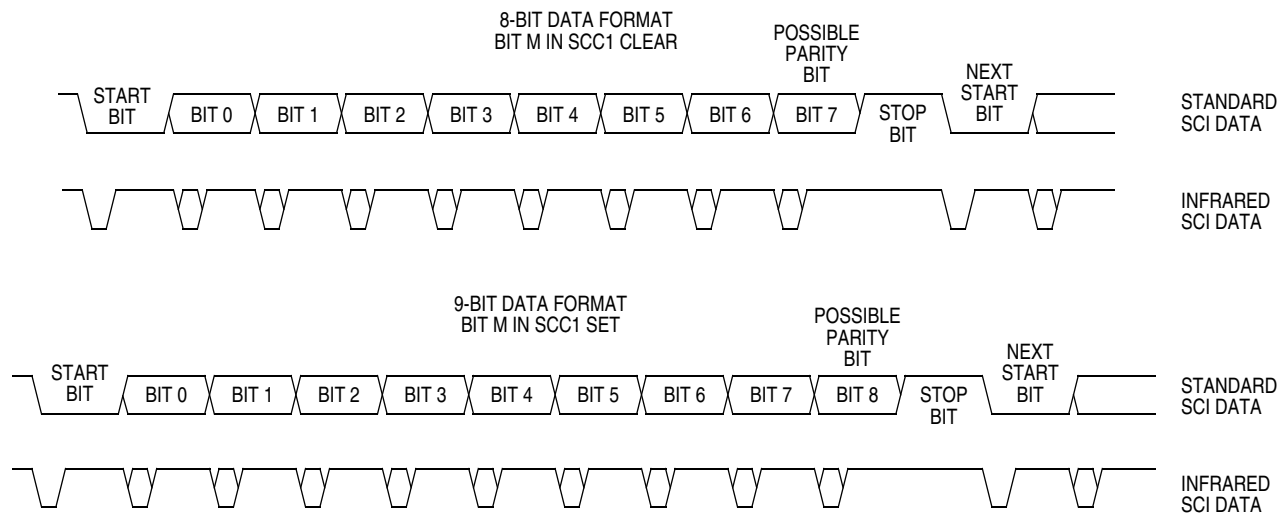 8-BIT DATA FORMAT
BIT M IN SCC1 CLEAR
POSSIBLE
PARITY
BIT
START
BIT
BIT 0
BIT 1
BIT 2
BIT 3
BIT 4
BIT 5
BIT 6
BIT 7
STOP
BIT
NEXT
START
BIT
STANDARD
SCI DATA
INFRARED
SCI DATA
9-BIT DATA FORMAT
BIT M IN SCC1 SET
POSSIBLE
PARITY
BIT
START
BIT
BIT 0
BIT 1
BIT 2
BIT 3
BIT 4
BIT 5
BIT 6
BIT 7
BIT 8
STOP
BIT
NEXT
START
BIT
STANDARD
SCI DATA
INFRARED
SCI DATA